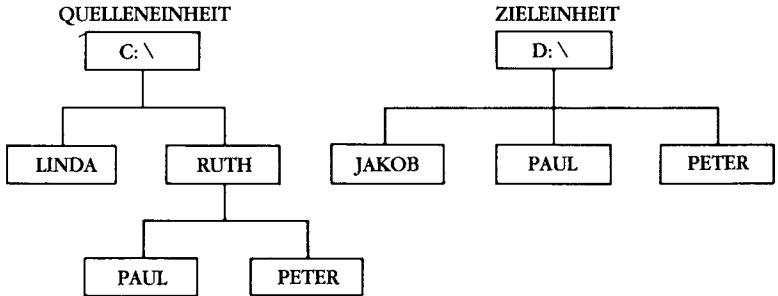 QUELLENEINHEIT ZIELEINHEIT
C: \ D: \
LINDA RUTH JAKOB PAUL PETER
PAUL PETER